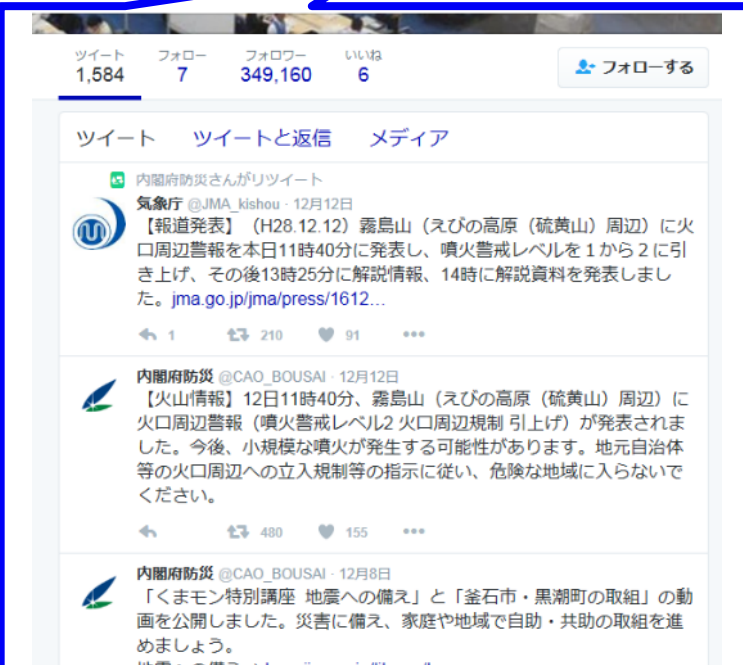 ツイート フォロー フォロワー いいね
1,584 7 349,160 6 フォローする
ツイート ツイートと返信 メディア
内閣府防災さんがリツイート
気象庁 @JMA_kishou · 12月12日
【報道発表】（H28.12.12）霧島山（えびの高原（硫黄山）周辺）に火
口周辺警報を本日11時40分に発表し、噴火警戒レベルを１から２に引
き上げ、その後13時25分に解説情報、14時に解説資料を発表しまし
た。jma.go.jp/jma/press/1612…
1 210 91 •••
内閣府防災 @CAO_BOUSAI · 12月12日
【火山情報】12日11時40分、霧島山（えびの高原（硫黄山）周辺）に
火口周辺警報（噴火警戒レベル2 火口周辺規制 引上げ）が発表されま
した。今後、小規模な噴火が発生する可能性があります。地元自治体
等の火口周辺への立入規制等の指示に従い、危険な地域に入らないで
ください。
480 155 •••
内閣府防災 @CAO_BOUSAI · 12月8日
「くまモン特別講座 地震への備え」と「釜石市・黒潮町の取組」の動
画を公開しました。災害に備え、家庭や地域で自助・共助の取組を進
めましょう。